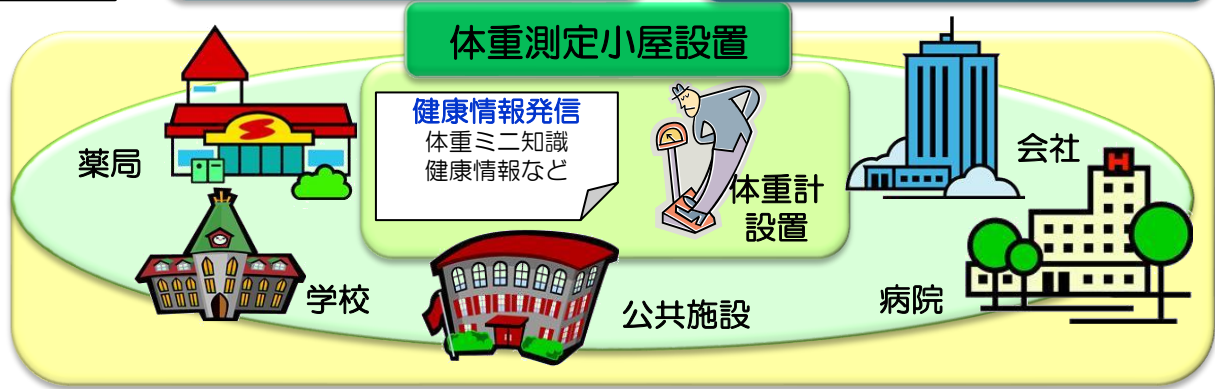 体重測定小屋設置
健康情報発信
体重ミニ知識
健康情報など
体重計
設置
薬局
会社
学校
公共施設
病院
H